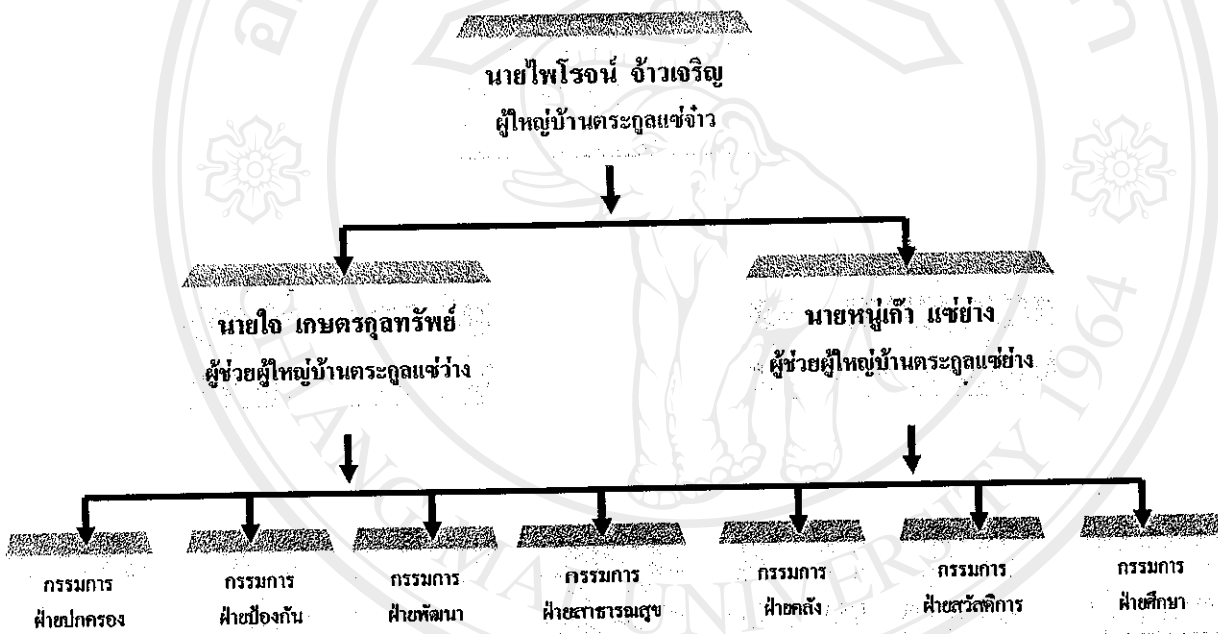 นายไพโรจน์ จ้าวเจริญ
ผู้ใหญ่บ้านตระกูลแซ่จ๋าว
นายใจ เกษตรกุลทรัพย์
ผู้ช่วยผู้ใหญ่บ้านตระกูลแซ่ว่าง
นายหนู่เก๊า แซ่ย่าง
ผู้ช่วยผู้ใหญ่บ้านตระกูลแซ่ย่าง
กรรมการ
ฝ่ายปกครอง
กรรมการ
ฝ่ายป้องกัน
กรรมการ
ฝ่ายพัฒนา
กรรมการ
ฝ่ายสาธารณสุข
กรรมการ
ฝ่ายคลัง
กรรมการ
ฝ่ายสวัสดิการ
กรรมการ
ฝ่ายศึกษา
CHIANG MAI UNIVERSITY 1964